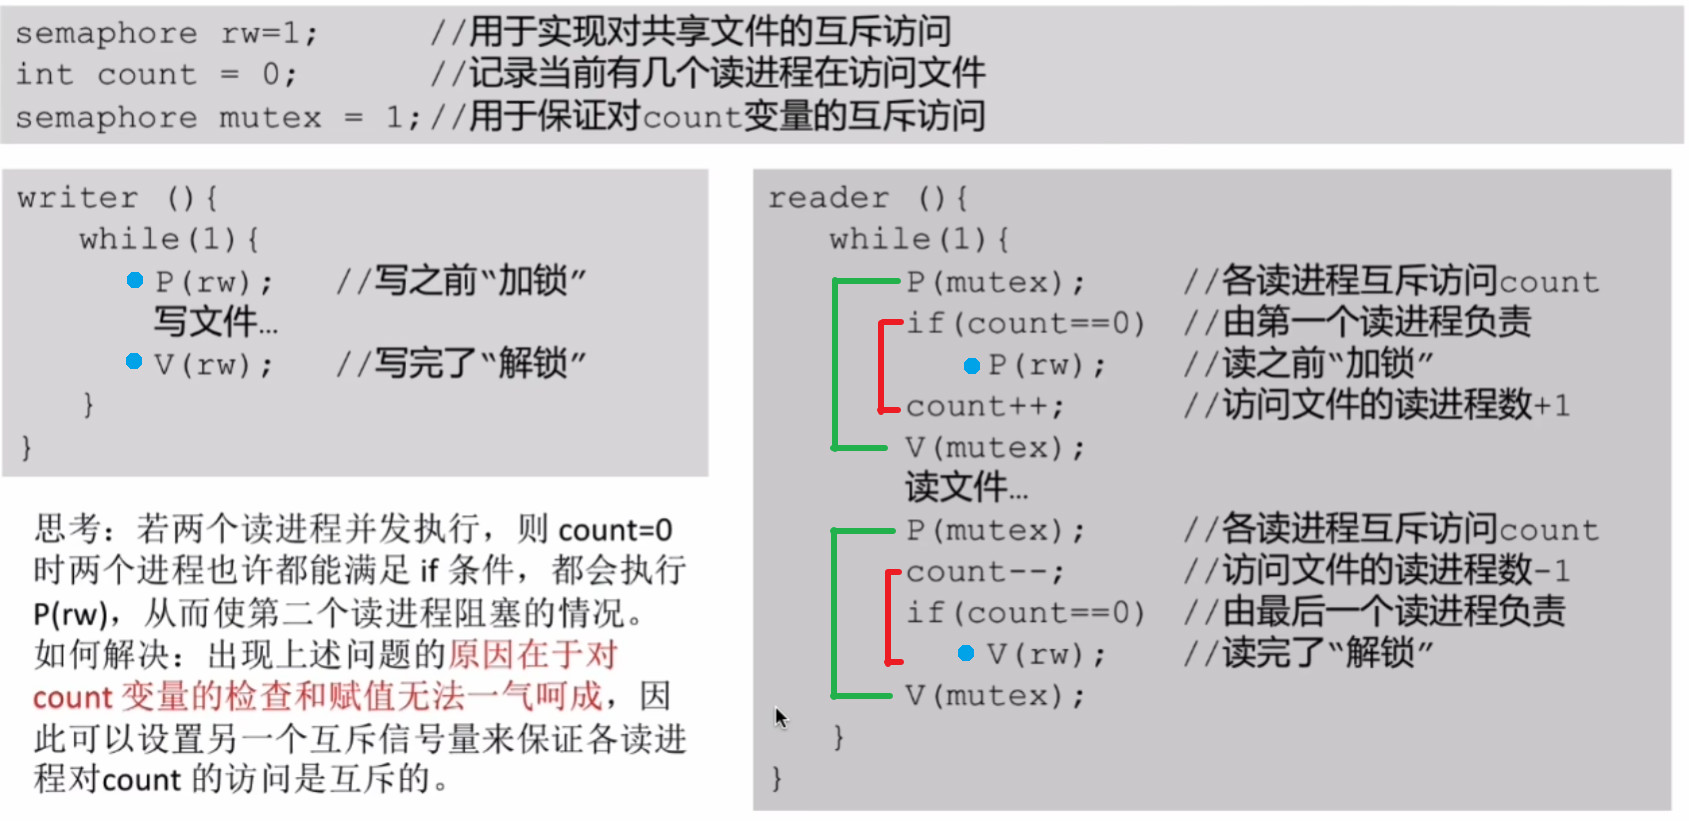 semaphore rw=1; //用于实现对共享文件的互斥访问
int count = 0; //记录当前有几个读进程在访问文件
semaphore mutex = 1;//用于保证对count变量的互斥访问
writer (){
while(1){
P(rw); //写之前“加锁”
写文件…
V(rw); //写完了“解锁”
}
}
思考：若两个读进程并发执行，则 count=0
时两个进程也许都能满足 if 条件，都会执行
P(rw)，从而使第二个读进程阻塞的情况。
如何解决：出现上述问题的原因在于对
count 变量的检查和赋值无法一气呵成，因
此可以设置另一个互斥信号量来保证各读进
程对count 的访问是互斥的。
reader (){
while(1){
P(mutex); //各读进程互斥访问count
if(count==0) //由第一个读进程负责
P(rw); //读之前“加锁”
count++; //访问文件的读进程数+1
V(mutex);
读文件…
P(mutex); //各读进程互斥访问count
count--; //访问文件的读进程数-1
if(count==0) //由最后一个读进程负责
V(rw); //读完了“解锁”
V(mutex);
}
}